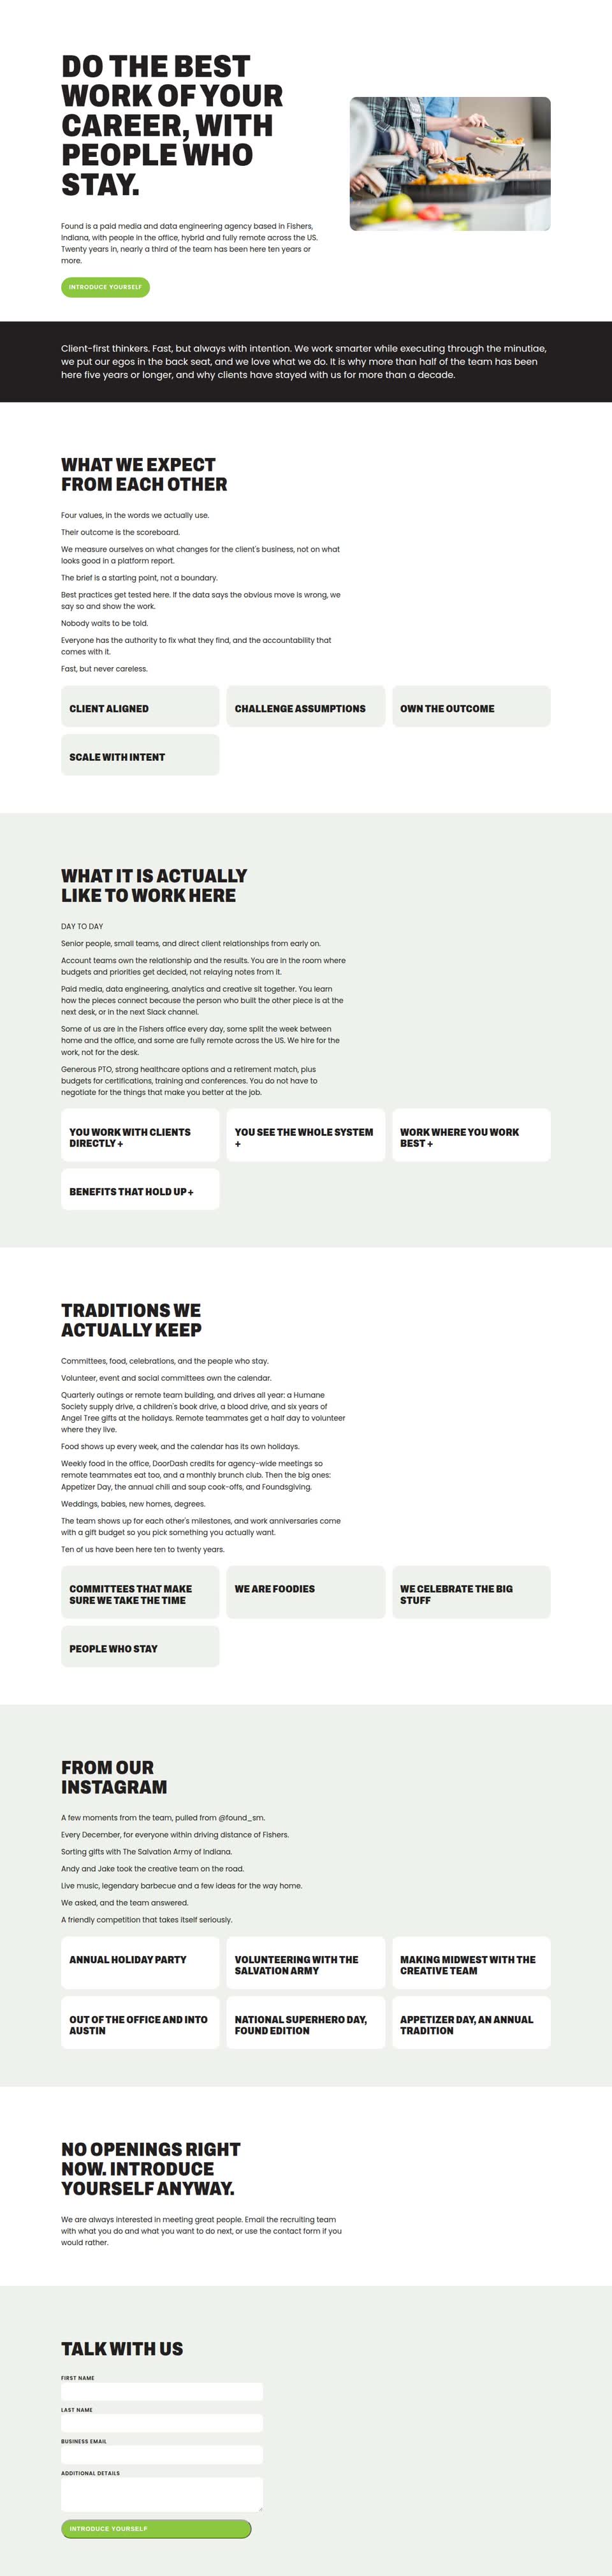 DO THE BEST
WORK OF YOUR
CAREER, WITH
PEOPLE WHO
STAY.
Found is a paid media and data engineering agency based in Fishers,
Indiana, with people in the office, hybrid and fully remote across the US.
Twenty years in, nearly a third of the team has been here ten years or
more.
INTRODUCE YOURSELF
Client-first thinkers. Fast, but always with intention. We work smarter while executing through the minutiae,
we put our egos in the back seat, and we love what we do. It is why more than half of the team has been
here five years or longer, and why clients have stayed with us for more than a decade.
WHAT WE EXPECT
FROM EACH OTHER
Four values, in the words we actually use.
Their outcome is the scoreboard.
We measure ourselves on what changes for the client's business, not on what
looks good in a platform report.
The brief is a starting point, not a boundary.
Best practices get tested here. If the data says the obvious move is wrong, we
say so and show the work.
Nobody waits to be told.
Everyone has the authority to fix what they find, and the accountability that
comes with it.
Fast, but never careless.
CLIENT ALIGNED
CHALLENGE ASSUMPTIONS
OWN THE OUTCOME
SCALE WITH INTENT
WHAT IT IS ACTUALLY
LIKE TO WORK HERE
DAY TO DAY
Senior people, small teams, and direct client relationships from early on.
Account teams own the relationship and the results. You are in the room where
budgets and priorities get decided, not relaying notes from it.
Paid media, data engineering, analytics and creative sit together. You learn
how the pieces connect because the person who built the other piece is at the
next desk, or in the next Slack channel.
Some of us are in the Fishers office every day, some split the week between
home and the office, and some are fully remote across the US. We hire for the
work, not for the desk.
Generous PTO, strong healthcare options and a retirement match, plus
budgets for certifications, training and conferences. You do not have to
negotiate for the things that make you better at the job.
YOU WORK WITH CLIENTS
DIRECTLY +
YOU SEE THE WHOLE SYSTEM
+
WORK WHERE YOU WORK
BEST +
BENEFITS THAT HOLD UP +
TRADITIONS WE
ACTUALLY KEEP
Committees, food, celebrations, and the people who stay.
Volunteer, event and social committees own the calendar.
Quarterly outings or remote team building, and drives all year: a Humane
Society supply drive, a children's book drive, a blood drive, and six years of
Angel Tree gifts at the holidays. Remote teammates get a half day to volunteer
where they live.
Food shows up every week, and the calendar has its own holidays.
Weekly food in the office, DoorDash credits for agency-wide meetings so
remote teammates eat too, and a monthly brunch club. Then the big ones:
Appetizer Day, the annual chili and soup cook-offs, and Foundsgiving.
Weddings, babies, new homes, degrees.
The team shows up for each other's milestones, and work anniversaries come
with a gift budget so you pick something you actually want.
Ten of us have been here ten to twenty years.
COMMITTEES THAT MAKE
SURE WE TAKE THE TIME
WE ARE FOODIES
WE CELEBRATE THE BIG
STUFF
PEOPLE WHO STAY
FROM OUR
INSTAGRAM
A few moments from the team, pulled from @found_sm.
Every December, for everyone within driving distance of Fishers.
Sorting gifts with The Salvation Army of Indiana.
Andy and Jake took the creative team on the road.
Live music, legendary barbecue and a few ideas for the way home.
We asked, and the team answered.
A friendly competition that takes itself seriously.
ANNUAL HOLIDAY PARTY
VOLUNTEERING WITH THE
SALVATION ARMY
MAKING MIDWEST WITH THE
CREATIVE TEAM
OUT OF THE OFFICE AND INTO
AUSTIN
NATIONAL SUPERHERO DAY,
FOUND EDITION
APPETIZER DAY, AN ANNUAL
TRADITION
NO OPENINGS RIGHT
NOW. INTRODUCE
YOURSELF ANYWAY.
We are always interested in meeting great people. Email the recruiting team
with what you do and what you want to do next, or use the contact form if you
would rather.
TALK WITH US
FIRST NAME
LAST NAME
BUSINESS EMAIL
ADDITIONAL DETAILS
INTRODUCE YOURSELF